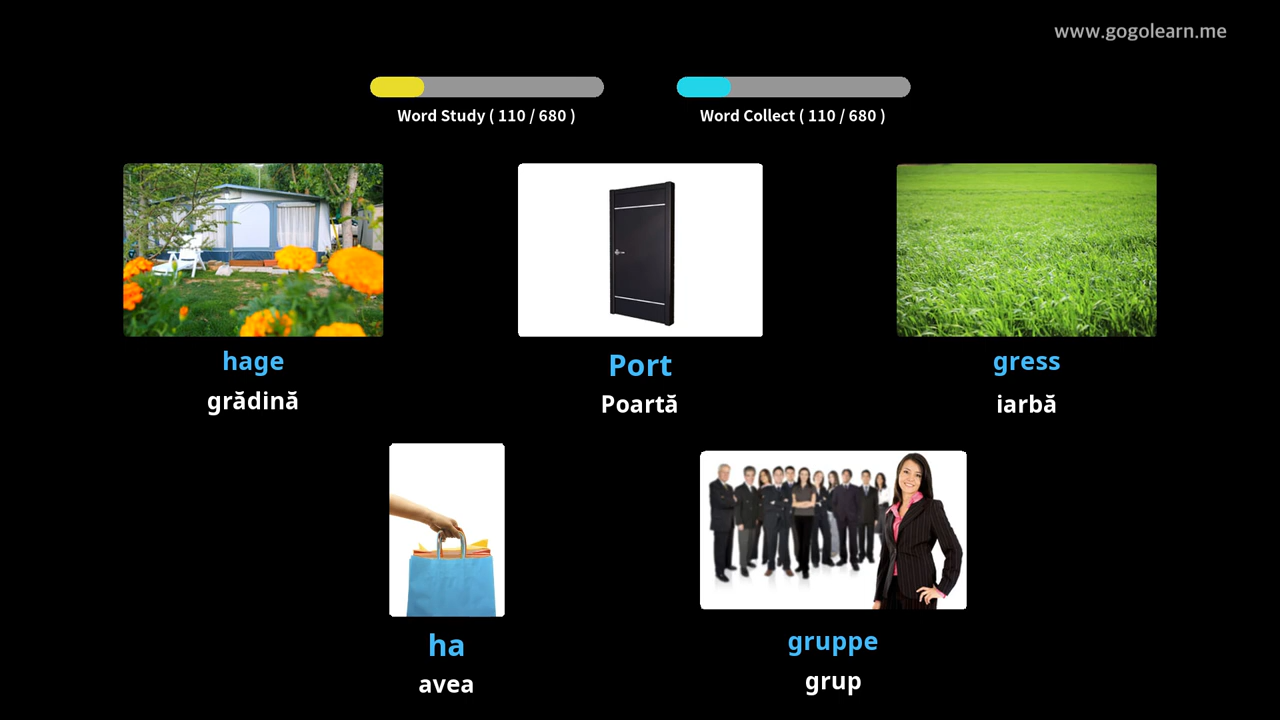 www.gogolearn.me
Word Study ( 110 / 680 )
Word Collect ( 110 / 680 )
hage
grădină
Port
Poartă
gress
iarbă
ha
avea
gruppe
grup